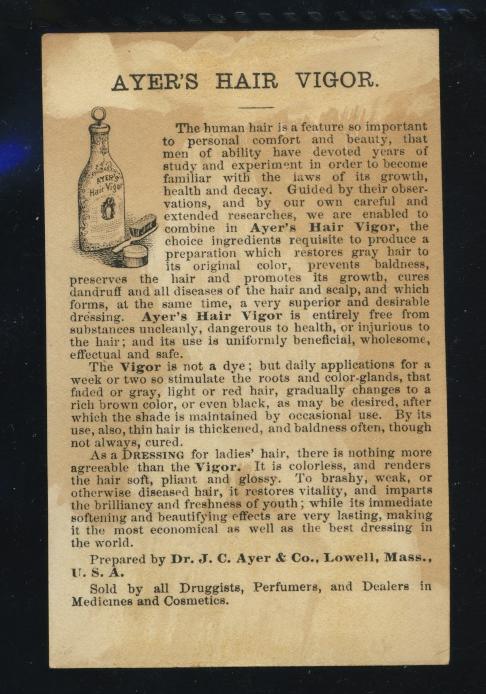 AYER'S HAIR VIGOR.
The human hair is a feature so important
to personal comfort and beauty, that
men of ability have devoted years of
study and experiment in order to become
familiar with the laws of its growth,
health and decay. Guided by their obser-
vations, and by our own careful and
extended researches, we are enabled to
combine in Ayer's Hair Vigor, the
choice ingredients requisite to produce a
preparation which restores gray hair to
its original color, prevents baldness,
preserves the hair and promotes its growth, cures
dandruff and all diseases of the hair and scalp, and which
forms, at the same time, a very superior and desirable
dressing. Ayer's Hair Vigor is entirely free from
substances uncleanly, dangerous to health, or injurious to
the hair; and its use is uniformly beneficial, wholesome,
effectual and safe.
The Vigor is not a dye; but daily applications for a
week or two so stimulate the roots and color-glands, that
faded or gray, light or red hair, gradually changes to a
rich brown color, or even black, as may be desired, after
which the shade is maintained by occasional use. By its
use, also, thin hair is thickened, and baldness often, though
not always, cured.
As a DRESSING for ladies' hair, there is nothing more
agreeable than the Vigor. It is colorless, and renders
the hair soft, pliant and glossy. To brashy, weak, or
otherwise diseased hair, it restores vitality, and imparts
the brilliancy and freshness of youth; while its immediate
softening and beautifying effects are very lasting, making
it the most economical as well as the best dressing in
the world.
Prepared by Dr. J. C. Ayer & Co., Lowell, Mass.,
U. S. A.
Sold by all Druggists, Perfumers, and Dealers in
Medicines and Cosmetics.
AYER'S
Hair Vigor